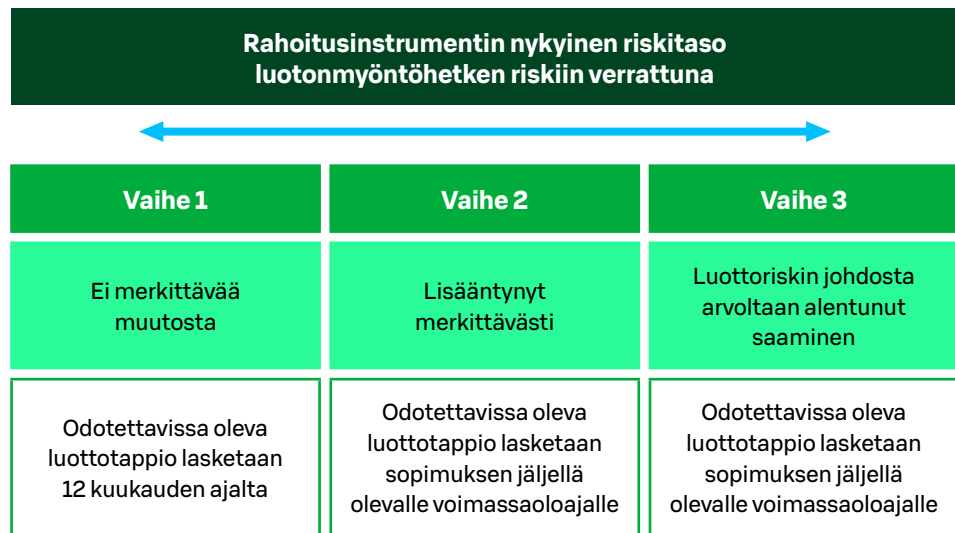 Rahoitusinstrumentin nykyinen riskitaso
luotonmyöntöhetken riskiin verrattuna
Vaihe 1
Vaihe 2
Vaihe 3
Ei merkittävää
muutosta
Lisääntynyt
merkittävästi
Luottoriskin johdosta
arvoltaan alentunut
saaminen
Odotettavissa oleva
luottotappio lasketaan
12 kuukauden ajalta
Odotettavissa oleva
luottotappio lasketaan
sopimuksen jäljellä
olevalle voimassaoloajalle
Odotettavissa oleva
luottotappio lasketaan
sopimuksen jäljellä
olevalle voimassaoloajalle